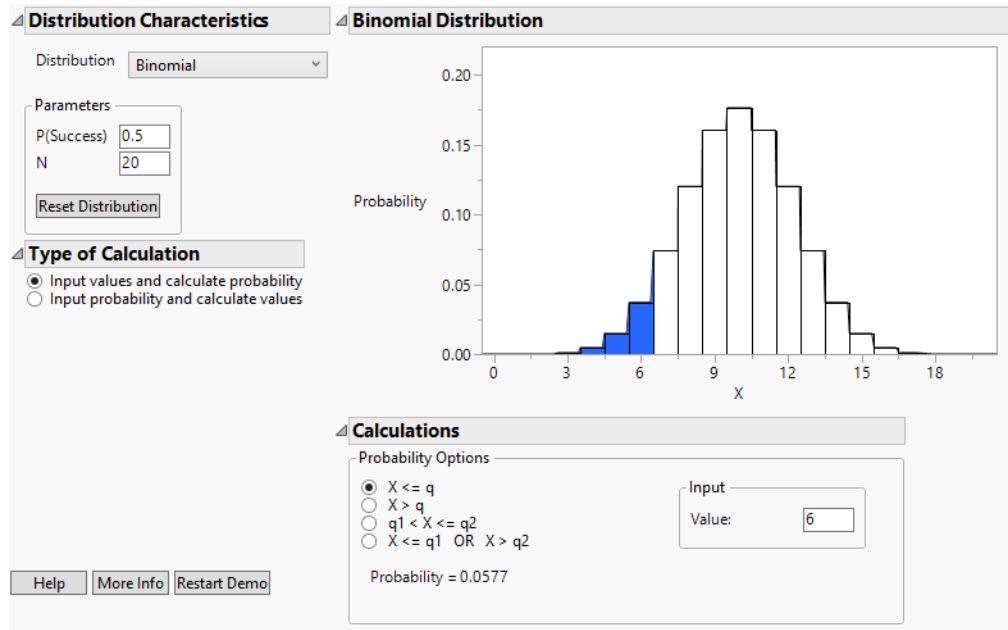 Distribution Characteristics
Distribution Binomial
Parameters
P(Success) 0.5
N 20
Reset Distribution
Type of Calculation
Input values and calculate probability
Input probability and calculate values
Help More Info Restart Demo
Binomial Distribution
0.20
0.15
Probability
0.10
0.05
0.00
0 3 6 9 12 15 18
X
Calculations
Probability Options
X <= q
X > q
q1 < X <= q2
X <= q1 OR X > q2
Input
Value: 6
Probability = 0.0577